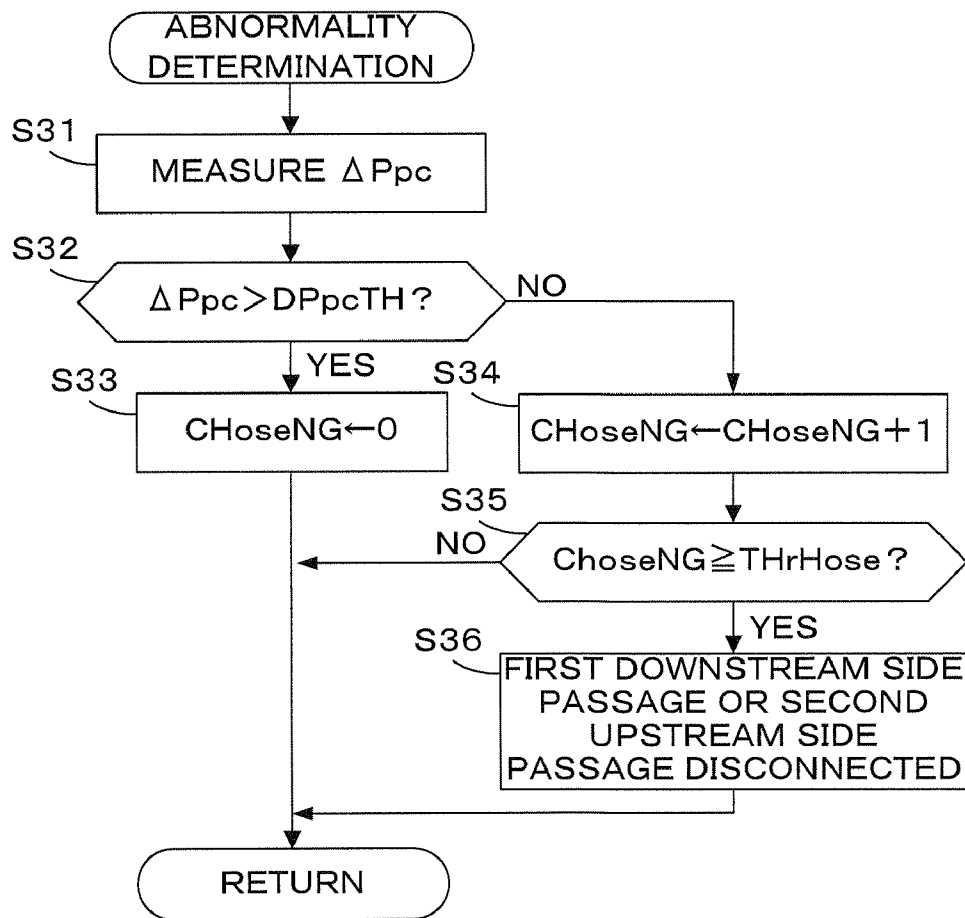 ABNORMALITY
DETERMINATION
S31
MEASURE ΔPpc
S32
ΔPpc>DPpcTH?
NO
YES
S33
CHoseNG←0
S34
CHoseNG←CHoseNG+1
S35
NO
ChoseNG≧THrHose?
YES
S36
FIRST DOWNSTREAM SIDE
PASSAGE OR SECOND
UPSTREAM SIDE
PASSAGE DISCONNECTED
RETURN